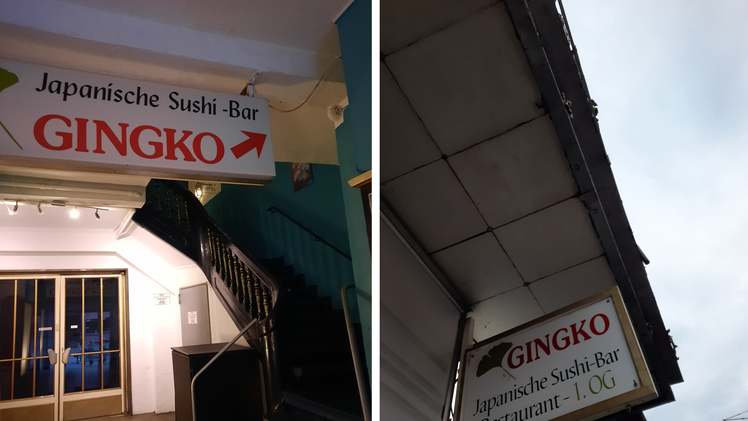 Japanische Sushi-Bar
GINGKO
GINGKO
Japanische Sushi-Bar
Restaurant - 1.OG